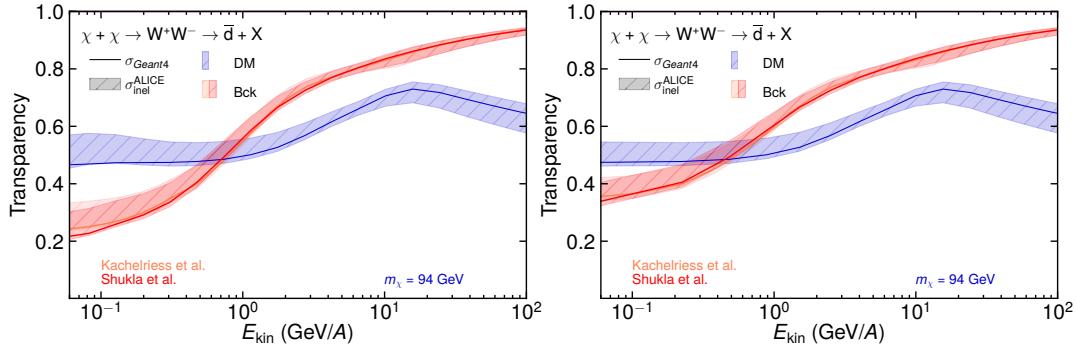 χ + χ → W⁺W⁻ → d̅ + X
σ_Geant4
DM
σ_inel^ALICE
Bck
Transparency
1.0
0.8
0.6
0.4
0.2
Kachelriess et al.
Shukla et al.
m_χ = 94 GeV
10⁻¹
10⁰
10¹
10²
E_kin (GeV/A)
χ + χ → W⁺W⁻ → d̅ + X
σ_Geant4
DM
σ_inel^ALICE
Bck
Transparency
1.0
0.8
0.6
0.4
0.2
Kachelriess et al.
Shukla et al.
m_χ = 94 GeV
10⁻¹
10⁰
10¹
10²
E_kin (GeV/A)